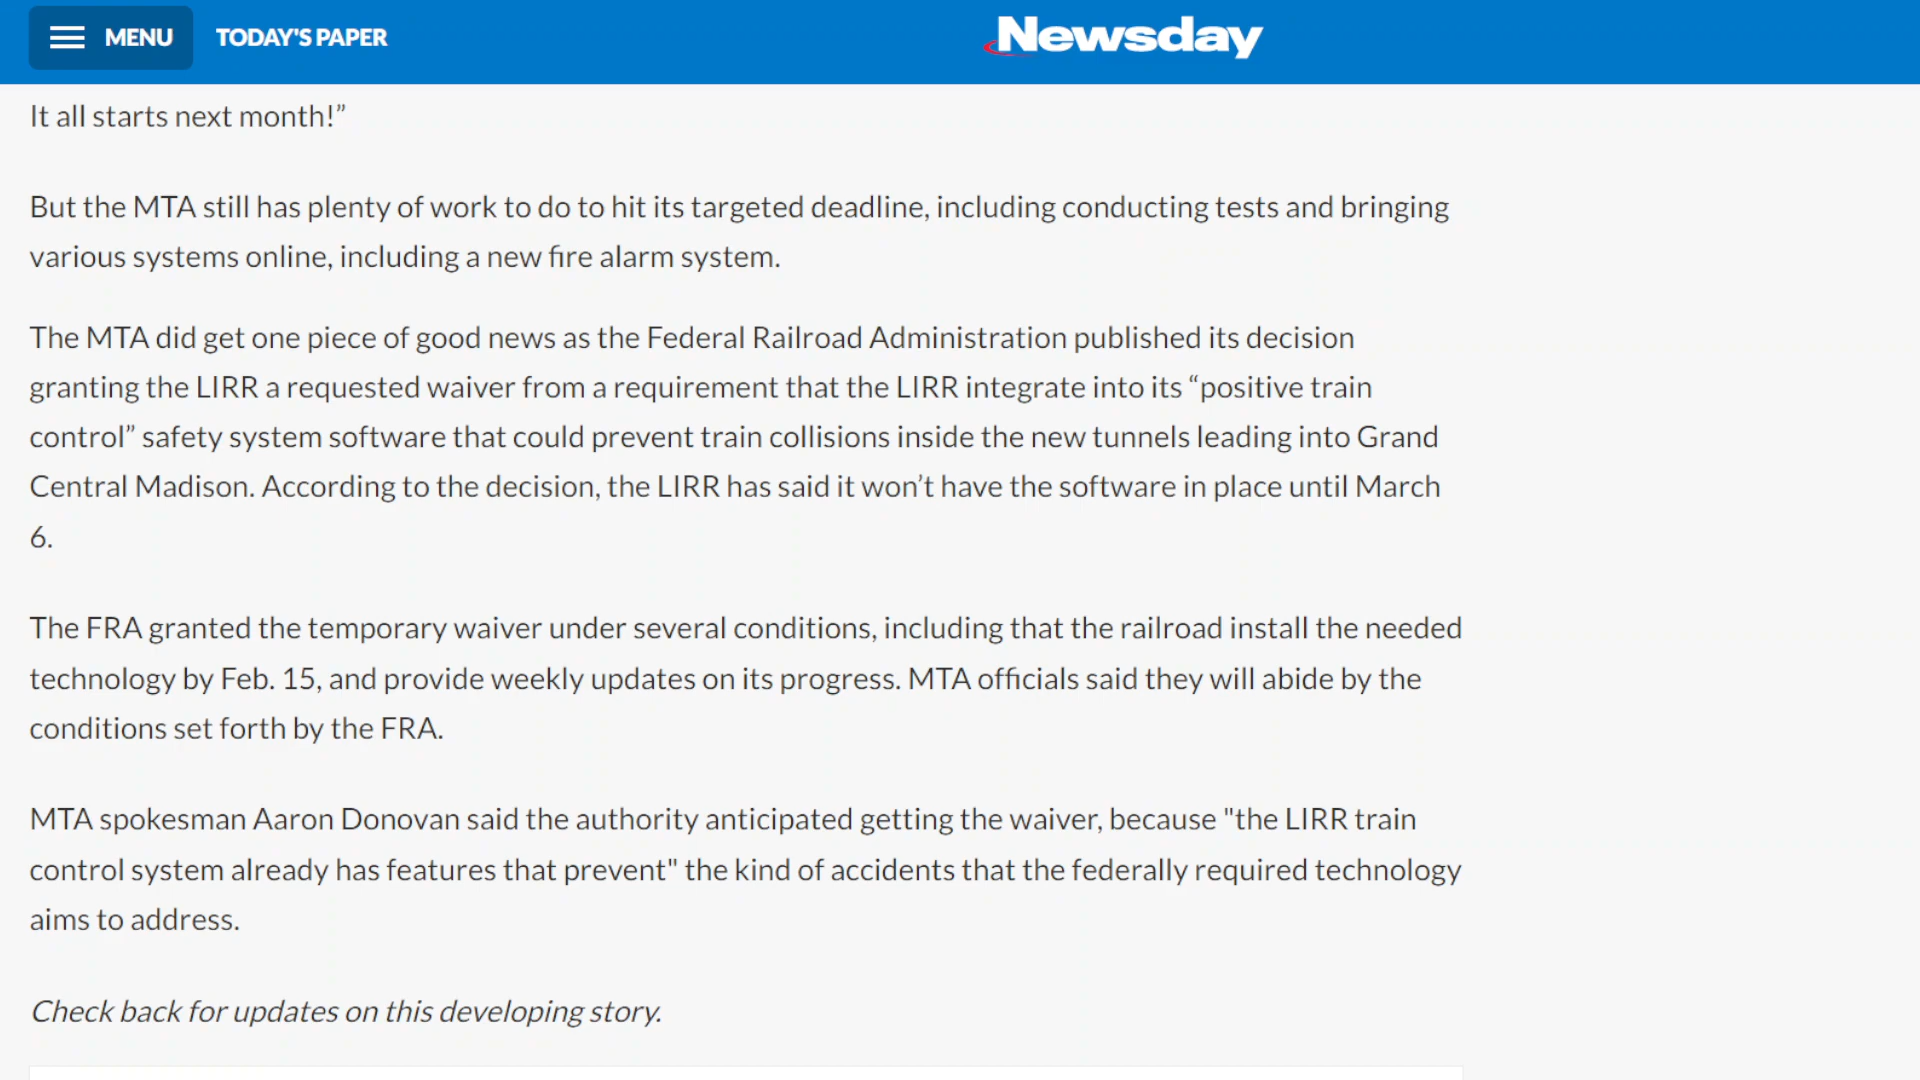 MENU TODAY'S PAPER Newsday
It all starts next month!”
But the MTA still has plenty of work to do to hit its targeted deadline, including conducting tests and bringing
various systems online, including a new fire alarm system.
The MTA did get one piece of good news as the Federal Railroad Administration published its decision
granting the LIRR a requested waiver from a requirement that the LIRR integrate into its “positive train
control” safety system software that could prevent train collisions inside the new tunnels leading into Grand
Central Madison. According to the decision, the LIRR has said it won’t have the software in place until March
6.
The FRA granted the temporary waiver under several conditions, including that the railroad install the needed
technology by Feb. 15, and provide weekly updates on its progress. MTA officials said they will abide by the
conditions set forth by the FRA.
MTA spokesman Aaron Donovan said the authority anticipated getting the waiver, because "the LIRR train
control system already has features that prevent" the kind of accidents that the federally required technology
aims to address.
Check back for updates on this developing story.